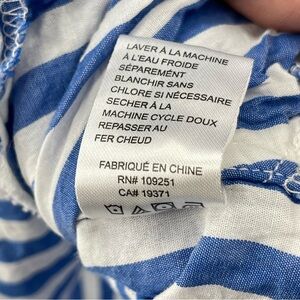 LAVER À LA MACHINE
À L'EAU FROIDE
SÉPARÉMENT
BLANCHIR SANS
CHLORE SI NÉCESSAIRE
SECHER À LA
MACHINE CYCLE DOUX
REPASSER AU
FER CHEUD
FABRIQUÉ EN CHINE
RN# 109251
CA# 19371